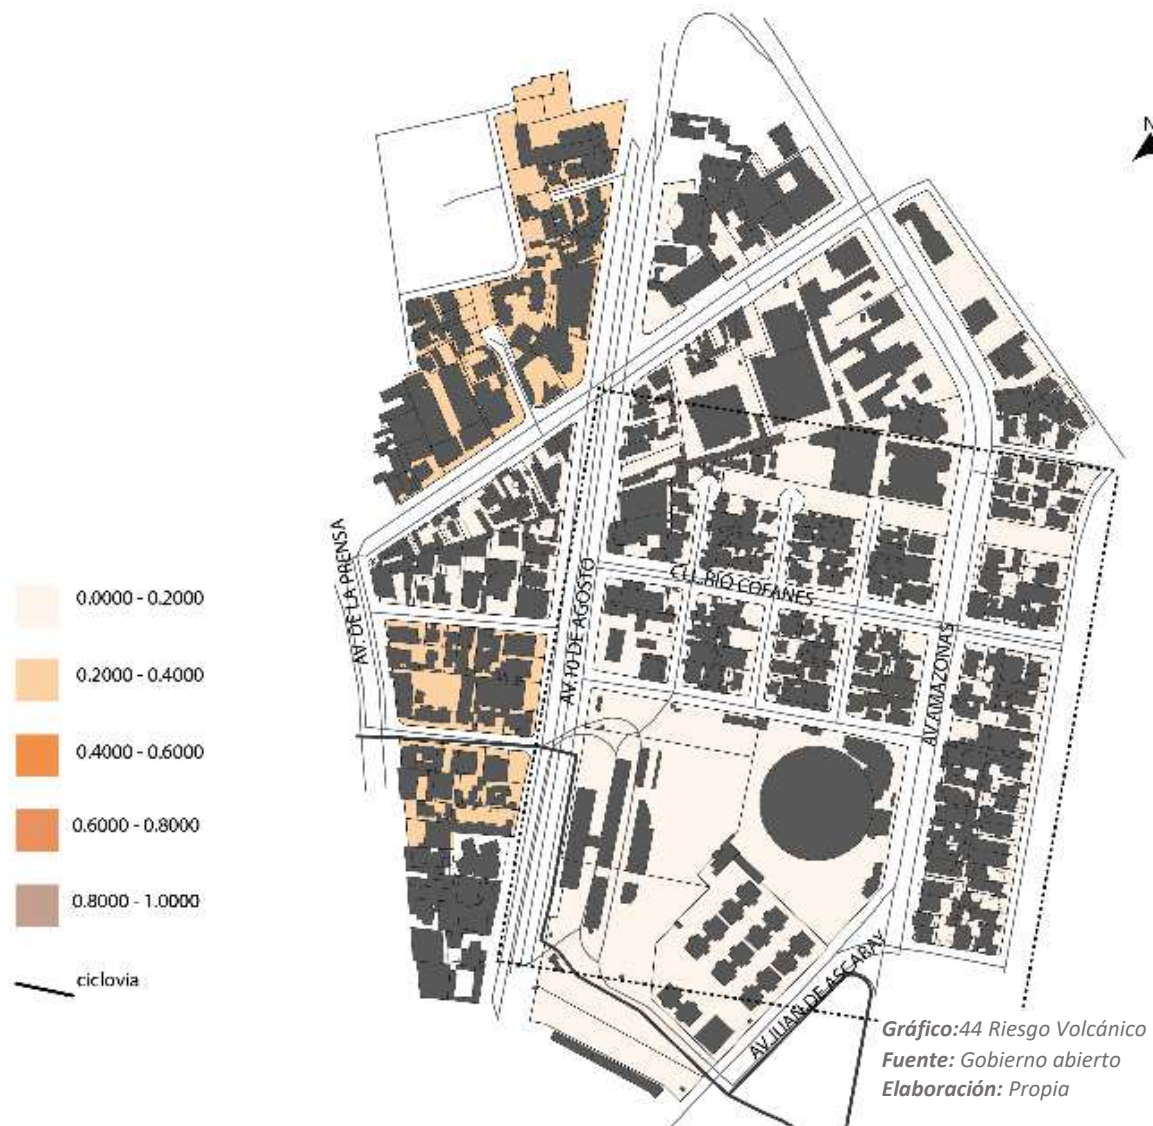 N
AV. DE LA PRENSA
AV. 10 DE AGOSTO
CLL RIO COFANES
AV. AMAZONAS
AV. JUAN DE ASCARAY
0.0000 - 0.2000
0.2000 - 0.4000
0.4000 - 0.6000
0.6000 - 0.8000
0.8000 - 1.0000
ciclovia
Gráfico:44 Riesgo Volcánico
Fuente: Gobierno abierto
Elaboración: Propia